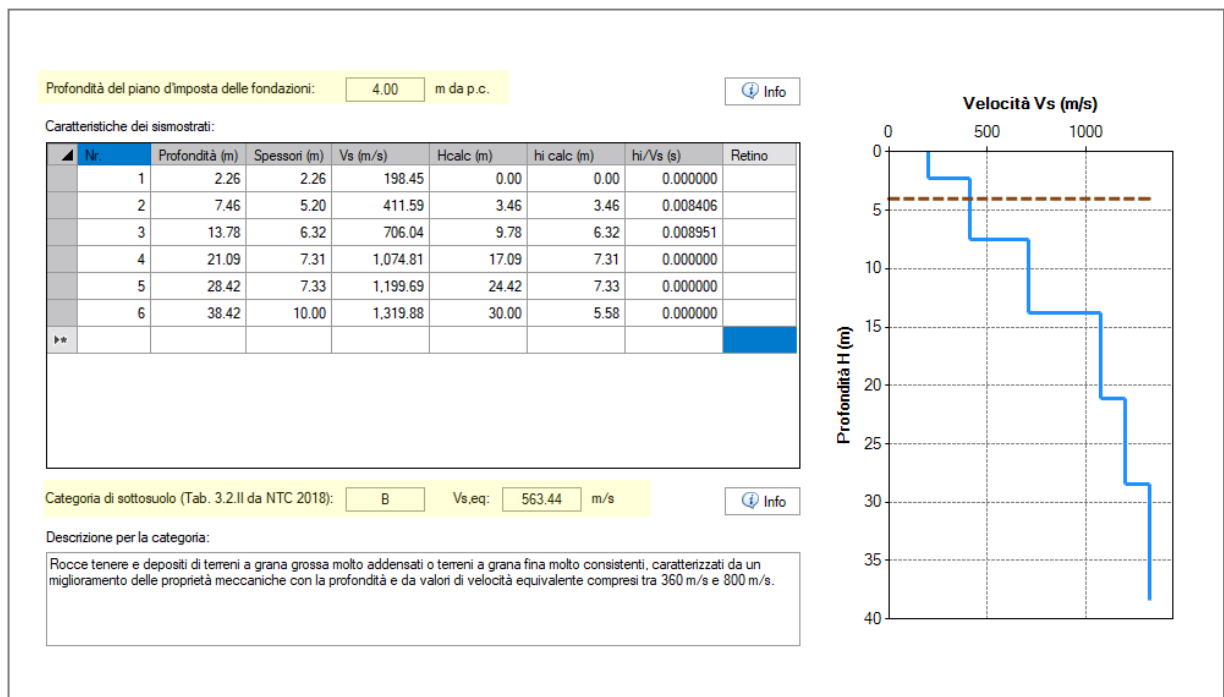 Profondità del piano d'imposta delle fondazioni: 4.00 m da p.c. Info
Caratteristiche dei sismostrati:
Nr. Profondità (m) Spessori (m) Vs (m/s) Hcalc (m) hi calc (m) hi/Vs (s) Retino
1 2.26 2.26 198.45 0.00 0.00 0.000000
2 7.46 5.20 411.59 3.46 3.46 0.008406
3 13.78 6.32 706.04 9.78 6.32 0.008951
4 21.09 7.31 1,074.81 17.09 7.31 0.000000
5 28.42 7.33 1,199.69 24.42 7.33 0.000000
6 38.42 10.00 1,319.88 30.00 5.58 0.000000
Categoria di sottosuolo (Tab. 3.2.II da NTC 2018): B Vs,eq: 563.44 m/s Info
Descrizione per la categoria:
Rocce tenere e depositi di terreni a grana grossa molto addensati o terreni a grana fina molto consistenti, caratterizzati da un
miglioramento delle proprietà meccaniche con la profondità e da valori di velocità equivalente compresi tra 360 m/s e 800 m/s.
Velocità Vs (m/s)
0 500 1000
Profondità H (m)
0
5
10
15
20
25
30
35
40